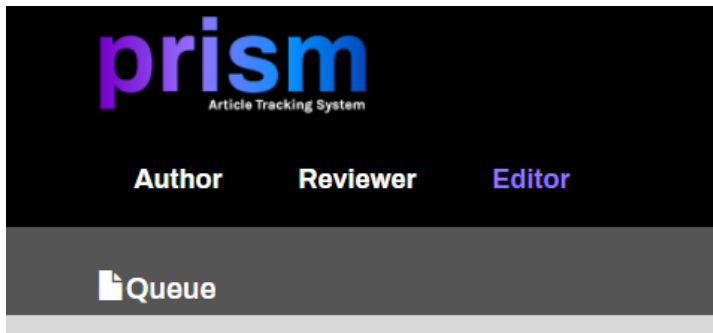 prism
Article Tracking System
Author Reviewer Editor
Queue